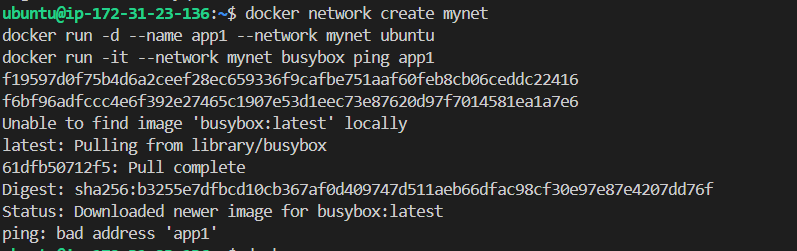 ubuntu@ip-172-31-23-136:~$ docker network create mynet
docker run -d --name app1 --network mynet ubuntu
docker run -it --network mynet busybox ping app1
f19597d0f75b4d6a2ceef28ec659336f9cafbe751aaf60feb8cb06ceddc22416
f6bf96adfccc4e6f392e27465c1907e53d1eec73e87620d97f7014581ea1a7e6
Unable to find image 'busybox:latest' locally
latest: Pulling from library/busybox
61dfb50712f5: Pull complete
Digest: sha256:b3255e7dfbcd10cb367af0d409747d511aeb66dfac98cf30e97e87e4207dd76f
Status: Downloaded newer image for busybox:latest
ping: bad address 'app1'